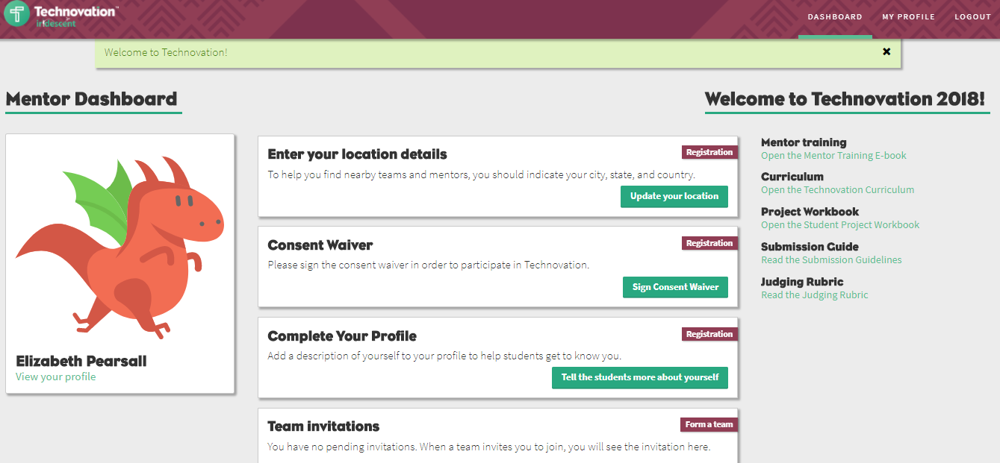 Technovation™
iridescent
DASHBOARD
MY PROFILE
LOGOUT
Welcome to Technovation!
Mentor Dashboard
Welcome to Technovation 2018!
Elizabeth Pearsall
View your profile
Enter your location details
Registration
To help you find nearby teams and mentors, you should indicate your city, state, and country.
Update your location
Consent Waiver
Registration
Please sign the consent waiver in order to participate in Technovation.
Sign Consent Waiver
Complete Your Profile
Registration
Add a description of yourself to your profile to help students get to know you.
Tell the students more about yourself
Team invitations
Form a team
You have no pending invitations. When a team invites you to join, you will see the invitation here.
Mentor training
Open the Mentor Training E-book
Curriculum
Open the Technovation Curriculum
Project Workbook
Open the Student Project Workbook
Submission Guide
Read the Submission Guidelines
Judging Rubric
Read the Judging Rubric